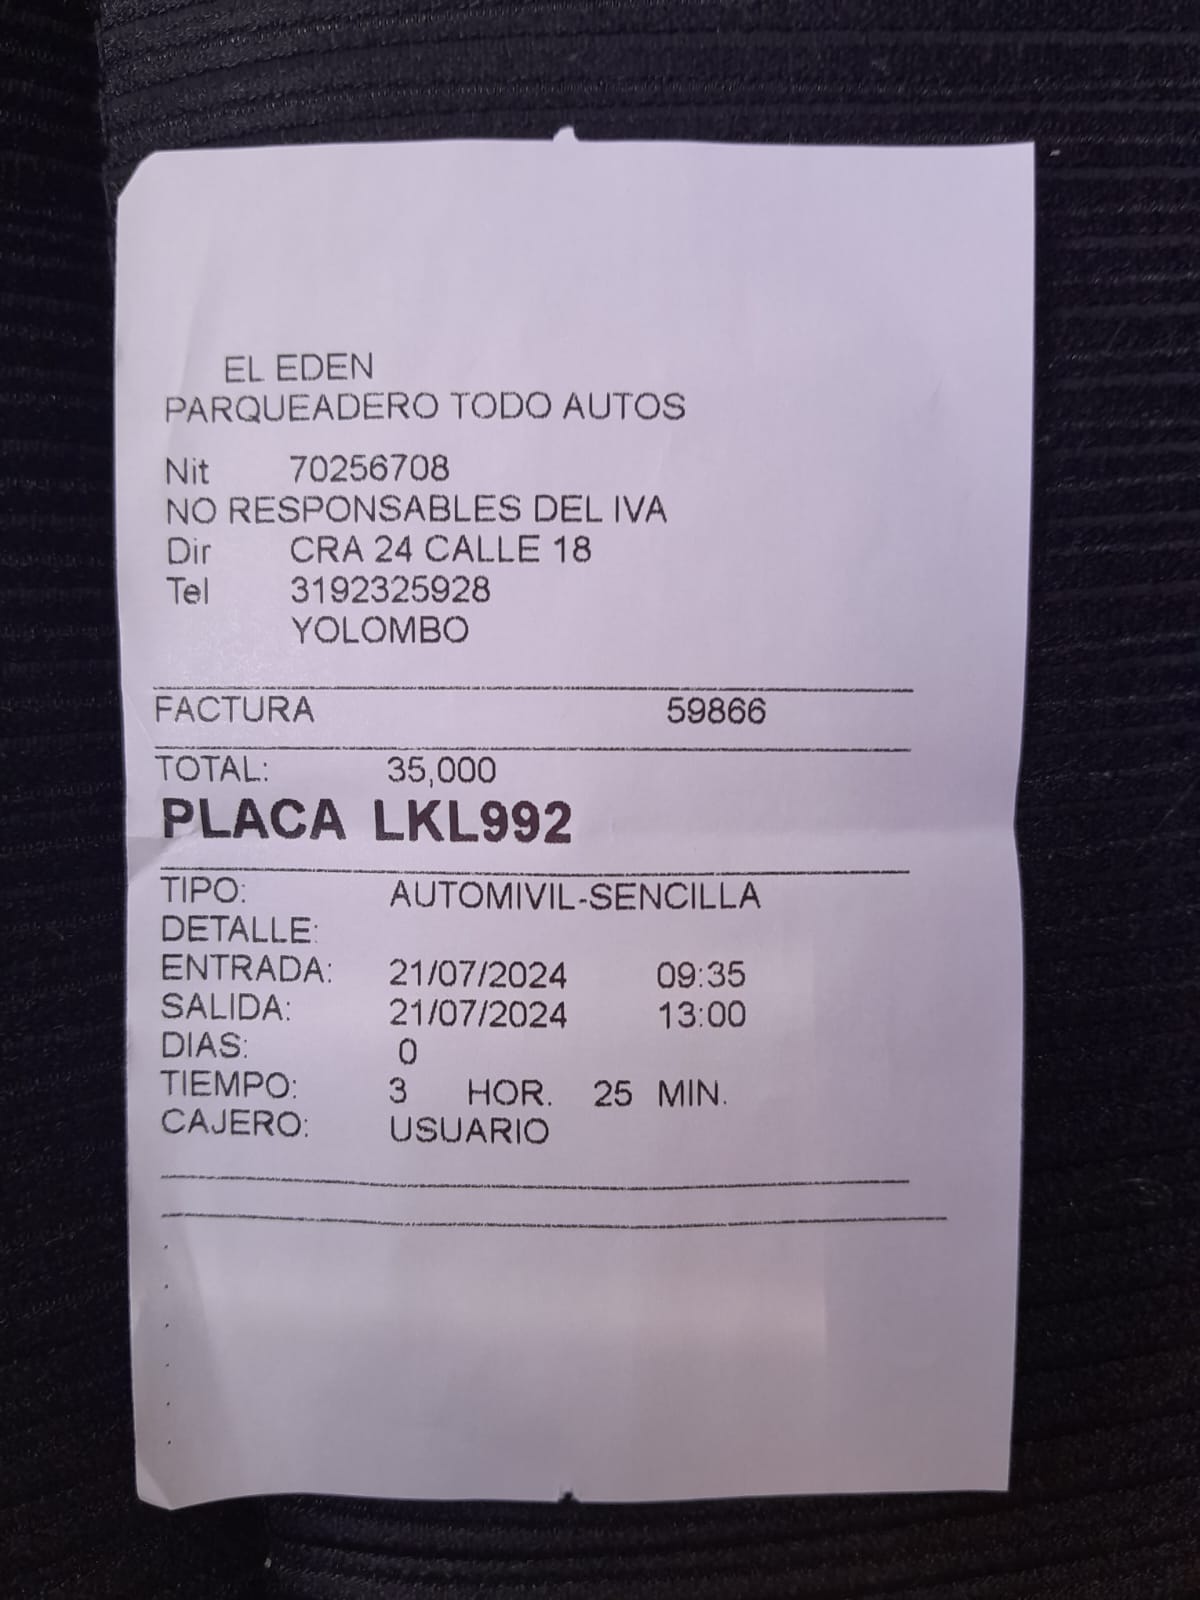 EL EDEN
PARQUEADERO TODO AUTOS
Nit 70256708
NO RESPONSABLES DEL IVA
Dir CRA 24 CALLE 18
Tel 3192325928
YOLOMBO
FACTURA 59866
TOTAL: 35,000
PLACA LKL992
TIPO: AUTOMIVIL-SENCILLA
DETALLE:
ENTRADA: 21/07/2024 09:35
SALIDA: 21/07/2024 13:00
DIAS: 0
TIEMPO: 3 HOR. 25 MIN.
CAJERO: USUARIO